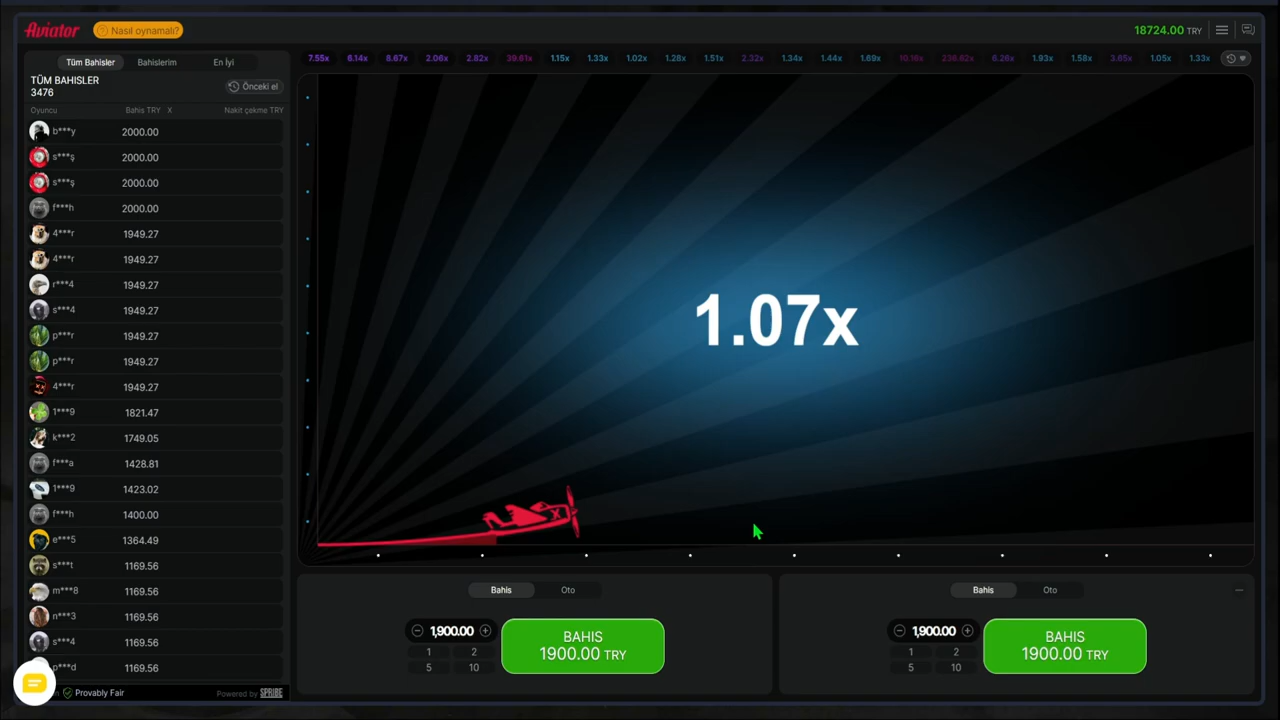 Aviator
? Nasıl oynamalı?
18724.00 TRY
Tüm Bahisler Bahislerim En İyi
7.55x 6.14x 8.67x 2.06x 2.82x 39.61x 1.15x 1.33x 1.02x 1.28x 1.51x 2.32x 1.34x 1.44x 1.69x 10.16x 236.82x 6.26x 1.93x 1.58x 3.65x 1.05x 1.33x
TÜM BAHISLER
3476
Önceki el
Oyuncu Bahis TRY X Nakit çekme TRY
b***y 2000.00
s***ş 2000.00
s***ş 2000.00
f***h 2000.00
4***r 1949.27
4***r 1949.27
r***4 1949.27
s***4 1949.27
p***r 1949.27
p***r 1949.27
4***r 1949.27
1***9 1821.47
k***2 1749.05
f***a 1428.81
1***9 1423.02
f***h 1400.00
e***5 1364.49
s***t 1169.56
m***8 1169.56
n***3 1169.56
s***4 1169.56
p***d 1169.56
Provably Fair
Powered by SPRIBE
1.07x
Bahis Oto
1,900.00
1 2
5 10
BAHIS
1900.00 TRY
Bahis Oto
1,900.00
1 2
5 10
BAHIS
1900.00 TRY